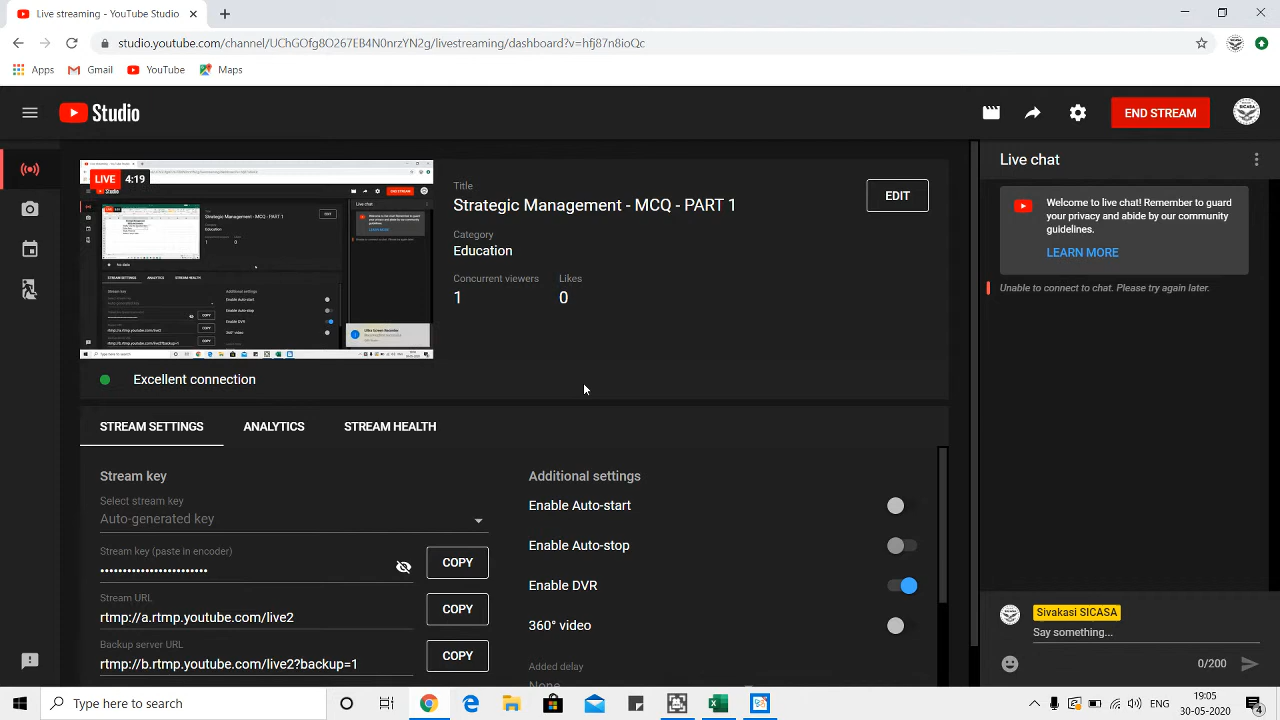 Live streaming - YouTube Studio
studio.youtube.com/channel/UChGOfg8O26EB4N0nrzYN2g/livestreaming/dashboard?v=hfj87n8ioQc
Apps
Gmail
YouTube
Maps
Studio
END STREAM
SICASA
LIVE 4:19
Title
Strategic Management - MCQ - PART 1
EDIT
Category
Education
Concurrent viewers
Likes
1
0
Excellent connection
Live chat
Welcome to live chat! Remember to guard
your privacy and abide by our community
guidelines.
LEARN MORE
Unable to connect to chat. Please try again later.
STREAM SETTINGS
ANALYTICS
STREAM HEALTH
Stream key
Select stream key
Auto-generated key
Stream key (paste in encoder)
COPY
Stream URL
rtmp://a.rtmp.youtube.com/live2
COPY
Backup server URL
rtmp://b.rtmp.youtube.com/live2?backup=1
COPY
Additional settings
Enable Auto-start
Enable Auto-stop
Enable DVR
360° video
Added delay
None
Sivakasi SICASA
Say something...
0/200
Type here to search
ENG
19:05
30-05-2020
4